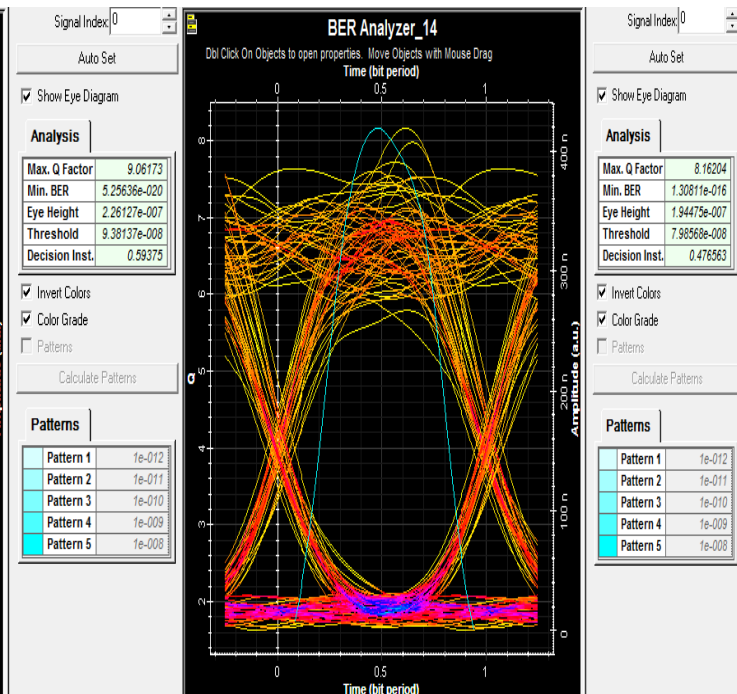 Signal Index: 0
Auto Set
Show Eye Diagram
Analysis
Max. Q Factor 9.06173
Min. BER 5.25636e-020
Eye Height 2.26127e-007
Threshold 9.38137e-008
Decision Inst. 0.59375
Invert Colors
Color Grade
Patterns
Calculate Patterns
Patterns
Pattern 1 1e-012
Pattern 2 1e-011
Pattern 3 1e-010
Pattern 4 1e-009
Pattern 5 1e-008
BER Analyzer_14
Dbl Click On Objects to open properties. Move Objects with Mouse Drag
Time (bit period)
0 0.5 1
8
7
6
5
4
3
2
Q
400 n
300 n
200 n
100 n
0
Amplitude (a.u.)
0 0.5 1
Time (bit period)
Signal Index: 0
Auto Set
Show Eye Diagram
Analysis
Max. Q Factor 8.16204
Min. BER 1.30811e-016
Eye Height 1.94475e-007
Threshold 7.98568e-008
Decision Inst. 0.476563
Invert Colors
Color Grade
Patterns
Calculate Patterns
Patterns
Pattern 1 1e-012
Pattern 2 1e-011
Pattern 3 1e-010
Pattern 4 1e-009
Pattern 5 1e-008